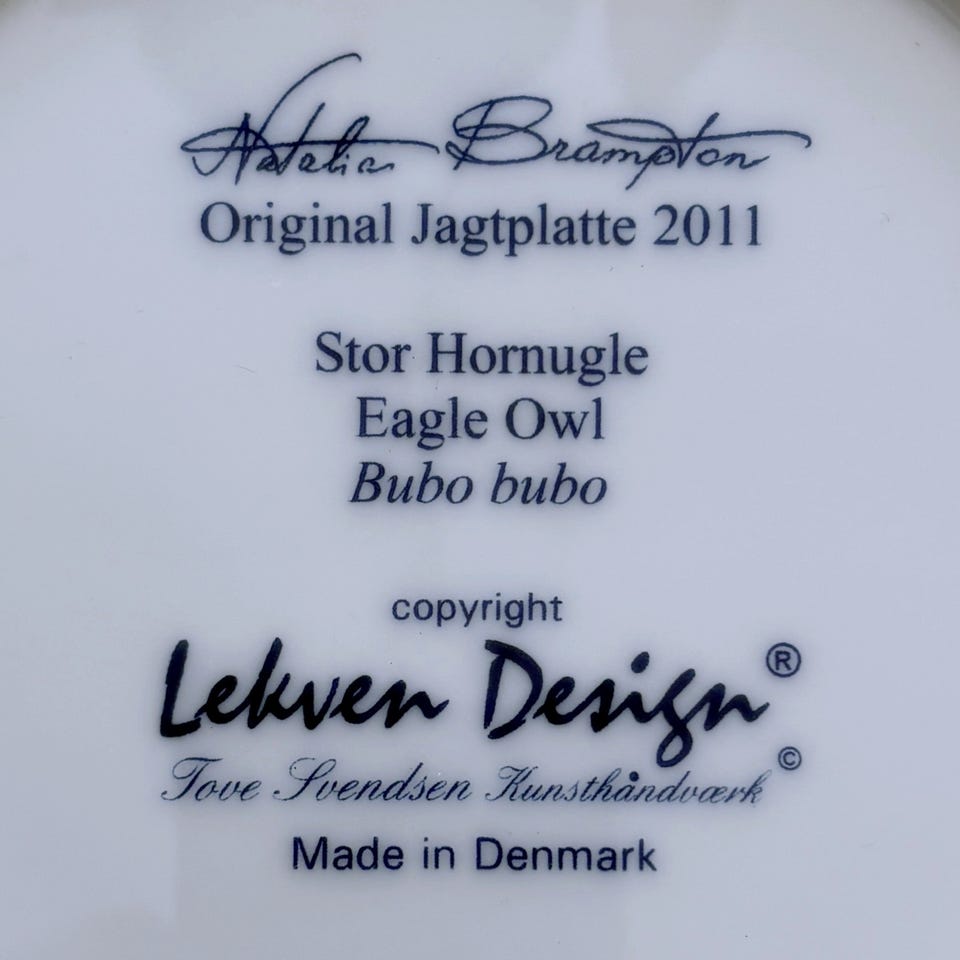 Natalia Brampton
Original Jagtplatte 2011
Stor Hornugle
Eagle Owl
Bubo bubo
copyright
Lekven Design®
Tove Svendsen Kunsthåndværk©
Made in Denmark